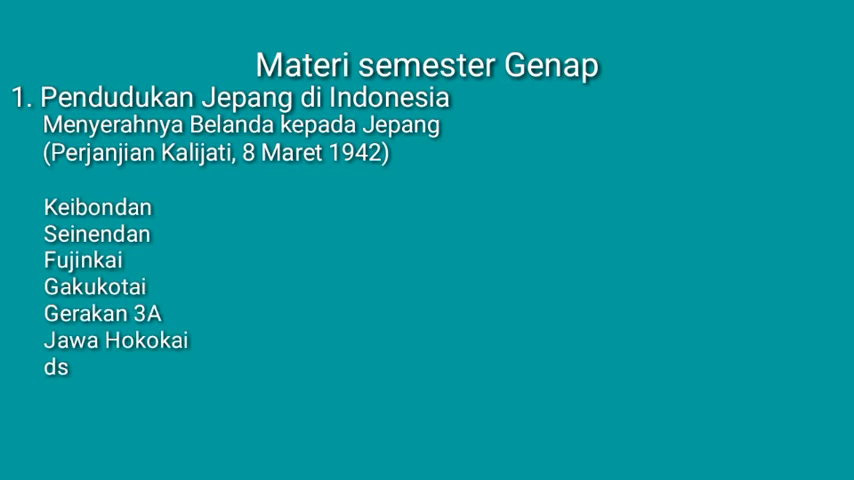 Materi semester Genap
1. Pendudukan Jepang di Indonesia
Menyerahnya Belanda kepada Jepang
(Perjanjian Kalijati, 8 Maret 1942)
Keibondan
Seinendan
Fujinkai
Gakukotai
Gerakan 3A
Jawa Hokokai
ds